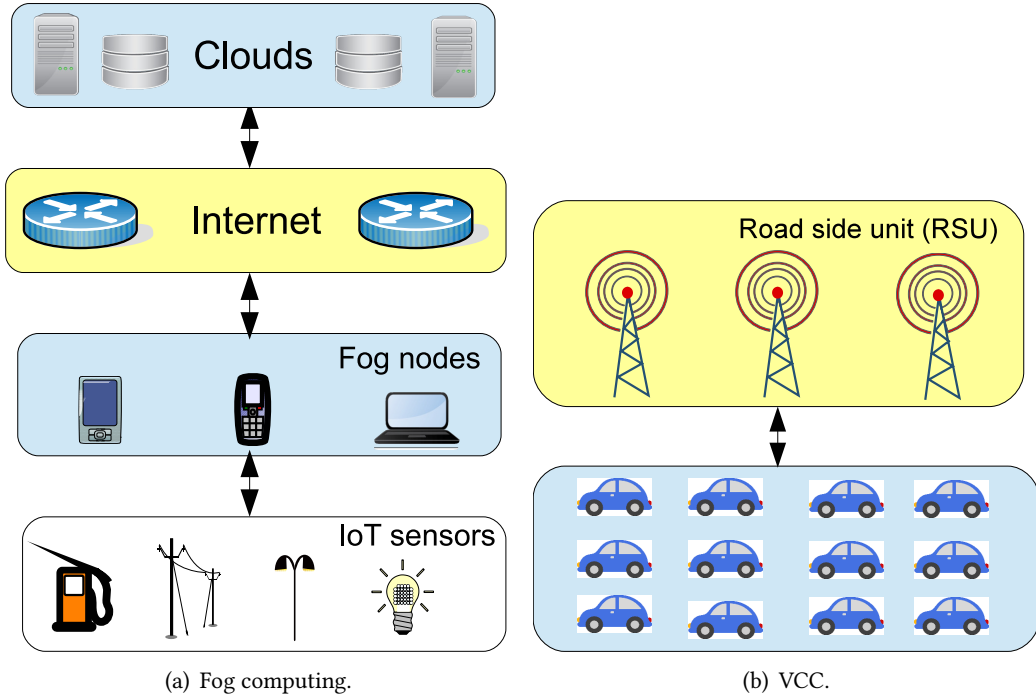 Clouds
Internet
Fog nodes
IoT sensors
(a) Fog computing.
Road side unit (RSU)
(b) VCC.